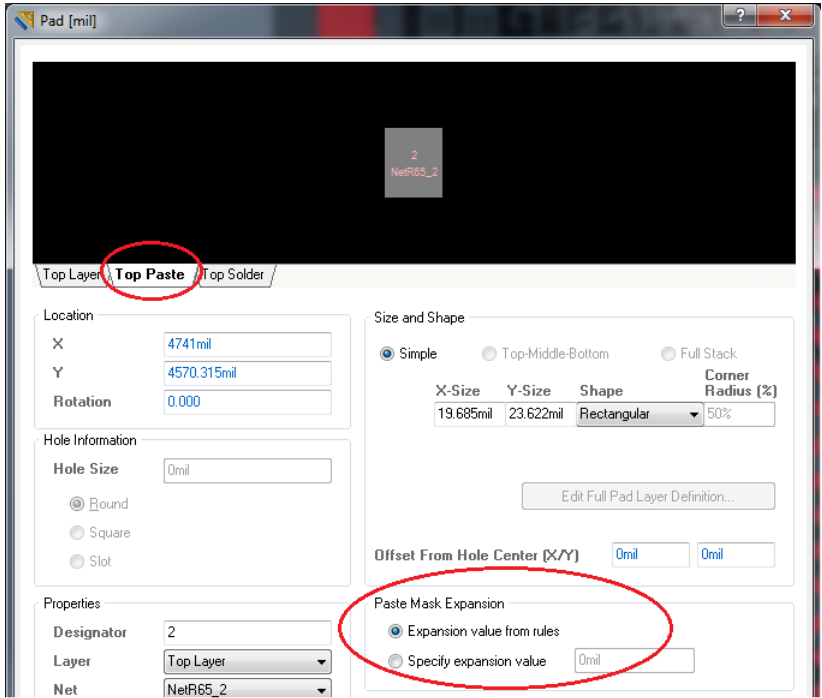 Pad [mil]
?
X
2
NetR65_2
Top Layer Top Paste Top Solder
Location
X 4741mil
Y 4570.315mil
Rotation 0.000
Hole Information
Hole Size 0mil
Round
Square
Slot
Properties
Designator 2
Layer Top Layer
Net NetR65_2
Size and Shape
Simple Top-Middle-Bottom Full Stack
X-Size Y-Size Shape Corner Radius (%)
19.685mil 23.622mil Rectangular 50%
Edit Full Pad Layer Definition...
Offset From Hole Center (X/Y) 0mil 0mil
Paste Mask Expansion
Expansion value from rules
Specify expansion value 0mil